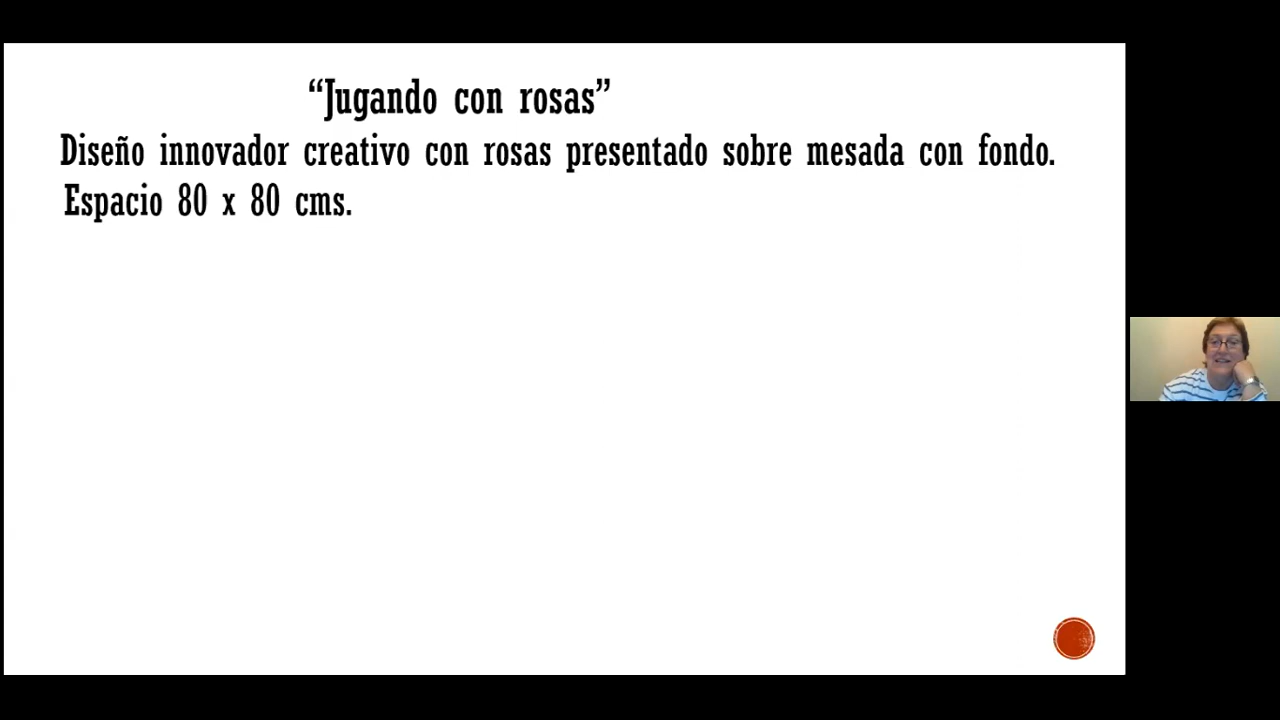 “Jugando con rosas”
Diseño innovador creativo con rosas presentado sobre mesada con fondo.
Espacio 80 x 80 cms.